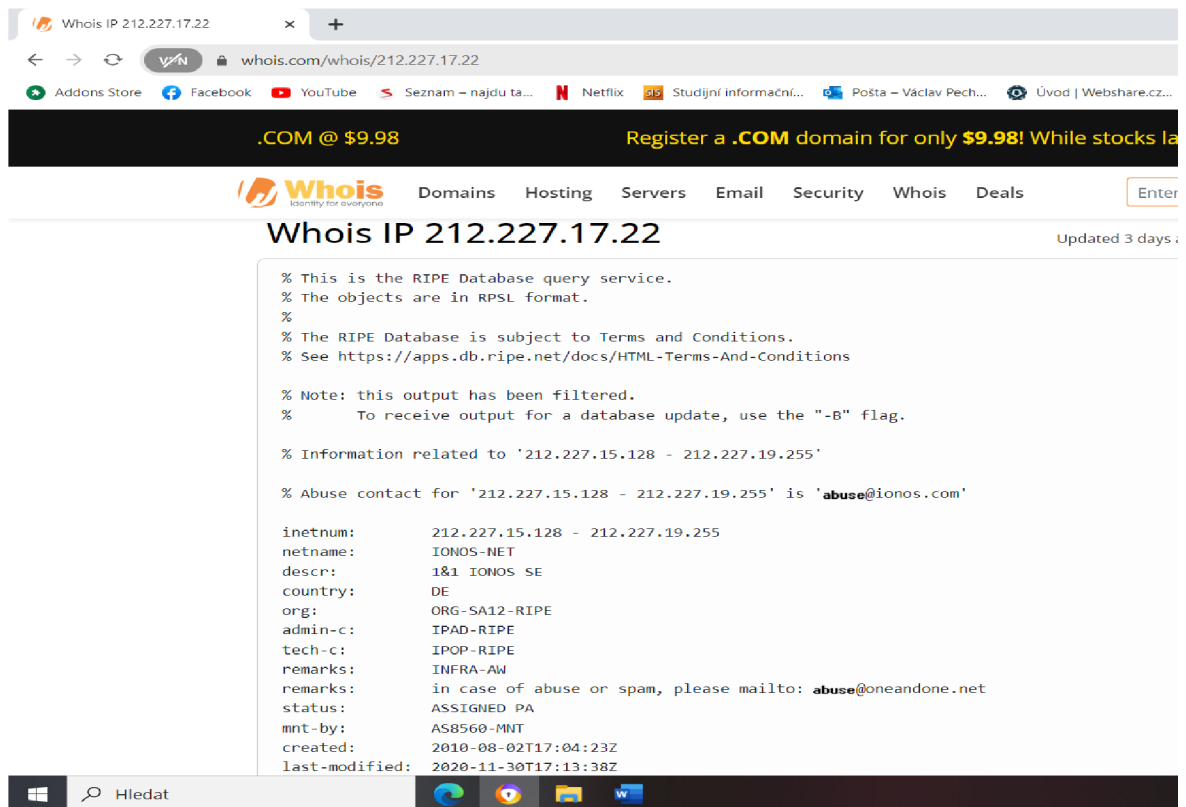 Whois IP 212.227.17.22
VPN whois.com/whois/212.227.17.22
Addons Store Facebook YouTube Seznam – najdu ta... Netflix SIS Studijní informační... Pošta – Václav Pech... Úvod | Webshare.cz...
.COM @ $9.98 Register a .COM domain for only $9.98! While stocks la
Whois Domains Hosting Servers Email Security Whois Deals Enter
Identity for everyone
Whois IP 212.227.17.22
Updated 3 days a
% This is the RIPE Database query service.
% The objects are in RPSL format.
%
% The RIPE Database is subject to Terms and Conditions.
% See https://apps.db.ripe.net/docs/HTML-Terms-And-Conditions
% Note: this output has been filtered.
% To receive output for a database update, use the "-B" flag.
% Information related to '212.227.15.128 - 212.227.19.255'
% Abuse contact for '212.227.15.128 - 212.227.19.255' is 'abuse@ionos.com'
inetnum: 212.227.15.128 - 212.227.19.255
netname: IONOS-NET
descr: 1&1 IONOS SE
country: DE
org: ORG-SA12-RIPE
admin-c: IPAD-RIPE
tech-c: IPOP-RIPE
remarks: INFRA-AW
remarks: in case of abuse or spam, please mailto: abuse@oneandone.net
status: ASSIGNED PA
mnt-by: AS8560-MNT
created: 2010-08-02T17:04:23Z
last-modified: 2020-11-30T17:13:38Z
Hledat